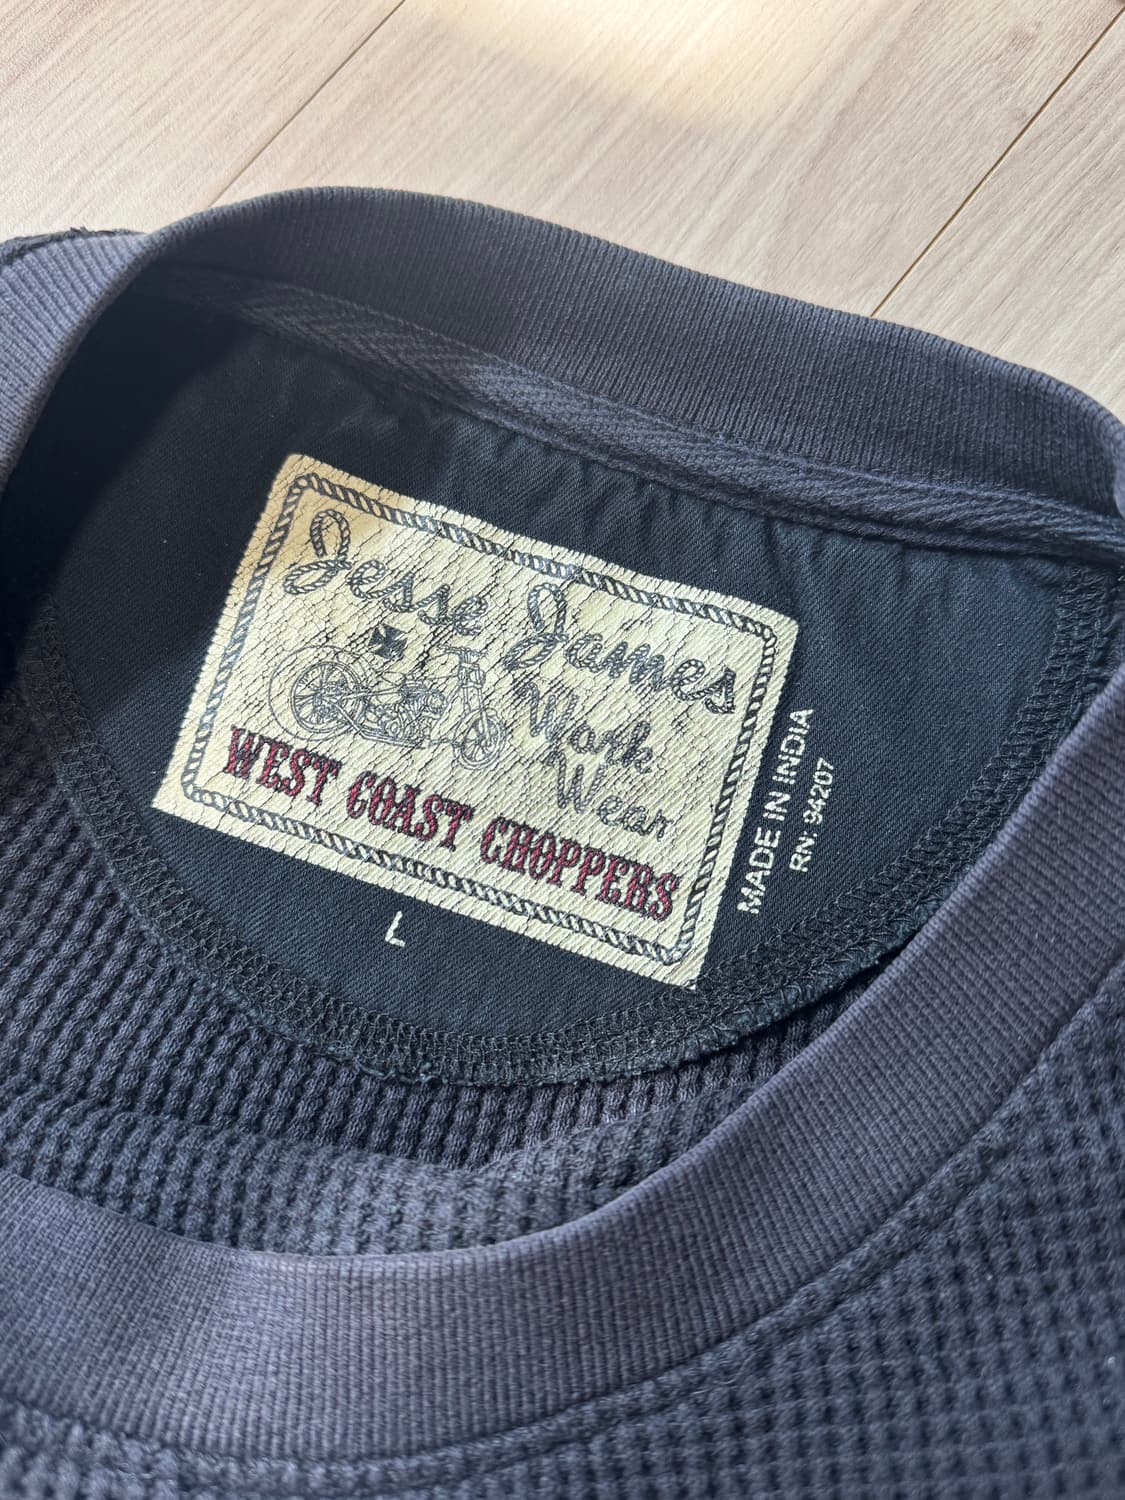 Jesse James
Work
Wear
WEST COAST CHOPPERS
L
MADE IN INDIA
RN: 94207